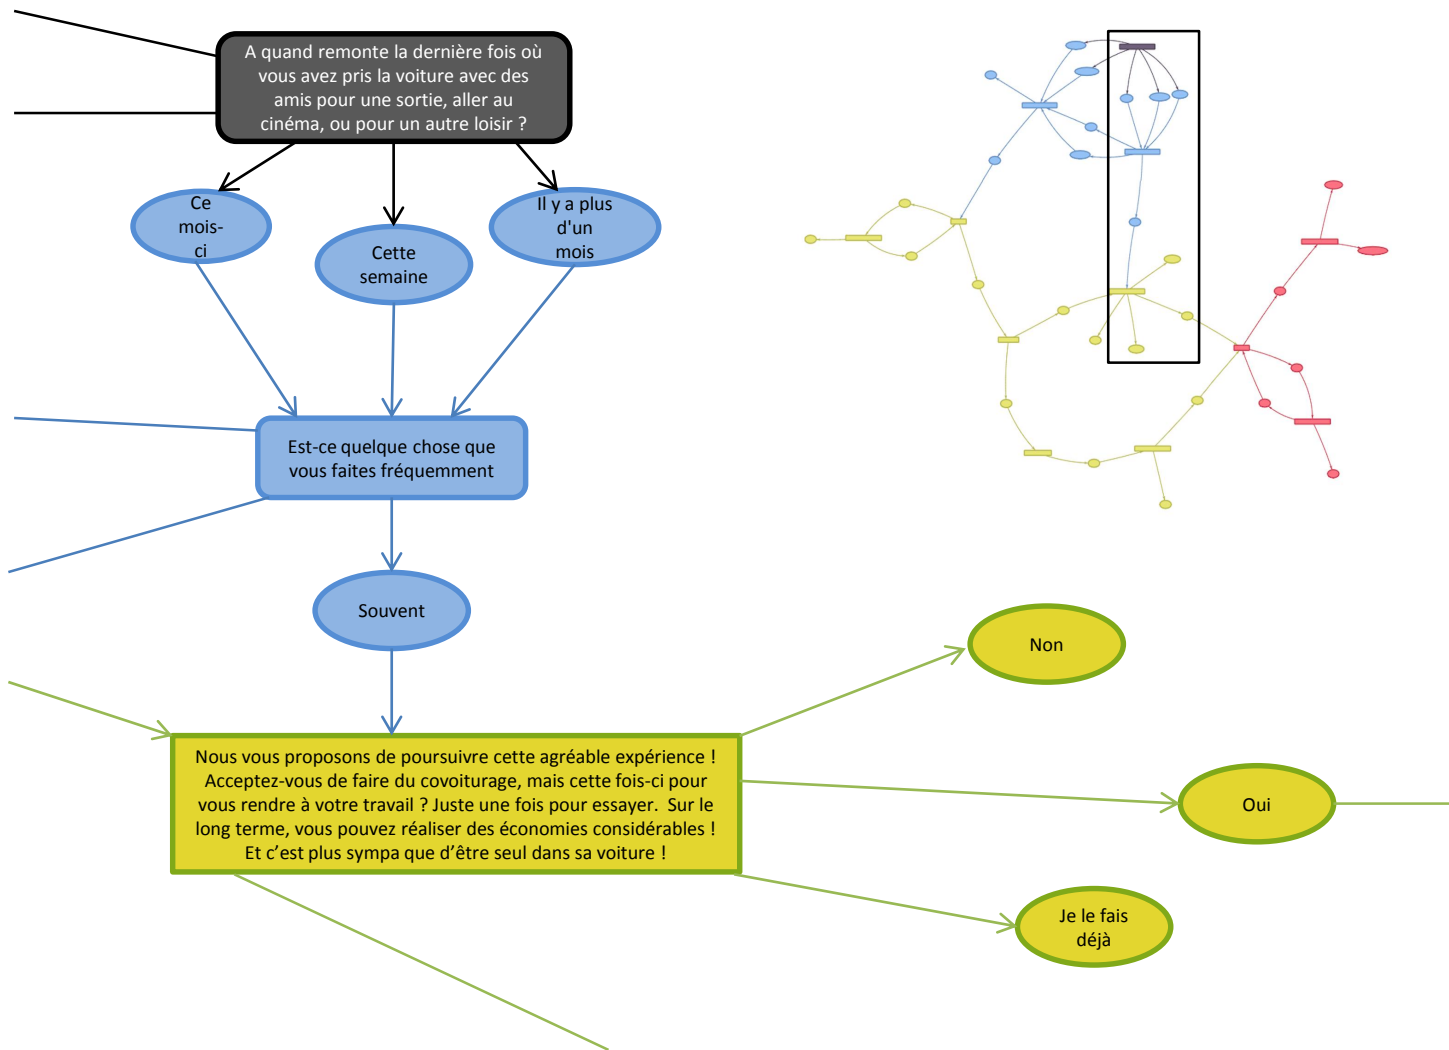 A quand remonte la dernière fois où
vous avez pris la voiture avec des
amis pour une sortie, aller au
cinéma, ou pour un autre loisir ?
Ce
mois-
ci
Cette
semaine
Il y a plus
d'un
mois
Est-ce quelque chose que
vous faites fréquemment
Souvent
Non
Nous vous proposons de poursuivre cette agréable expérience !
Acceptez-vous de faire du covoiturage, mais cette fois-ci pour
vous rendre à votre travail ? Juste une fois pour essayer. Sur le
long terme, vous pouvez réaliser des économies considérables !
Et c’est plus sympa que d’être seul dans sa voiture !
Oui
Je le fais
déjà